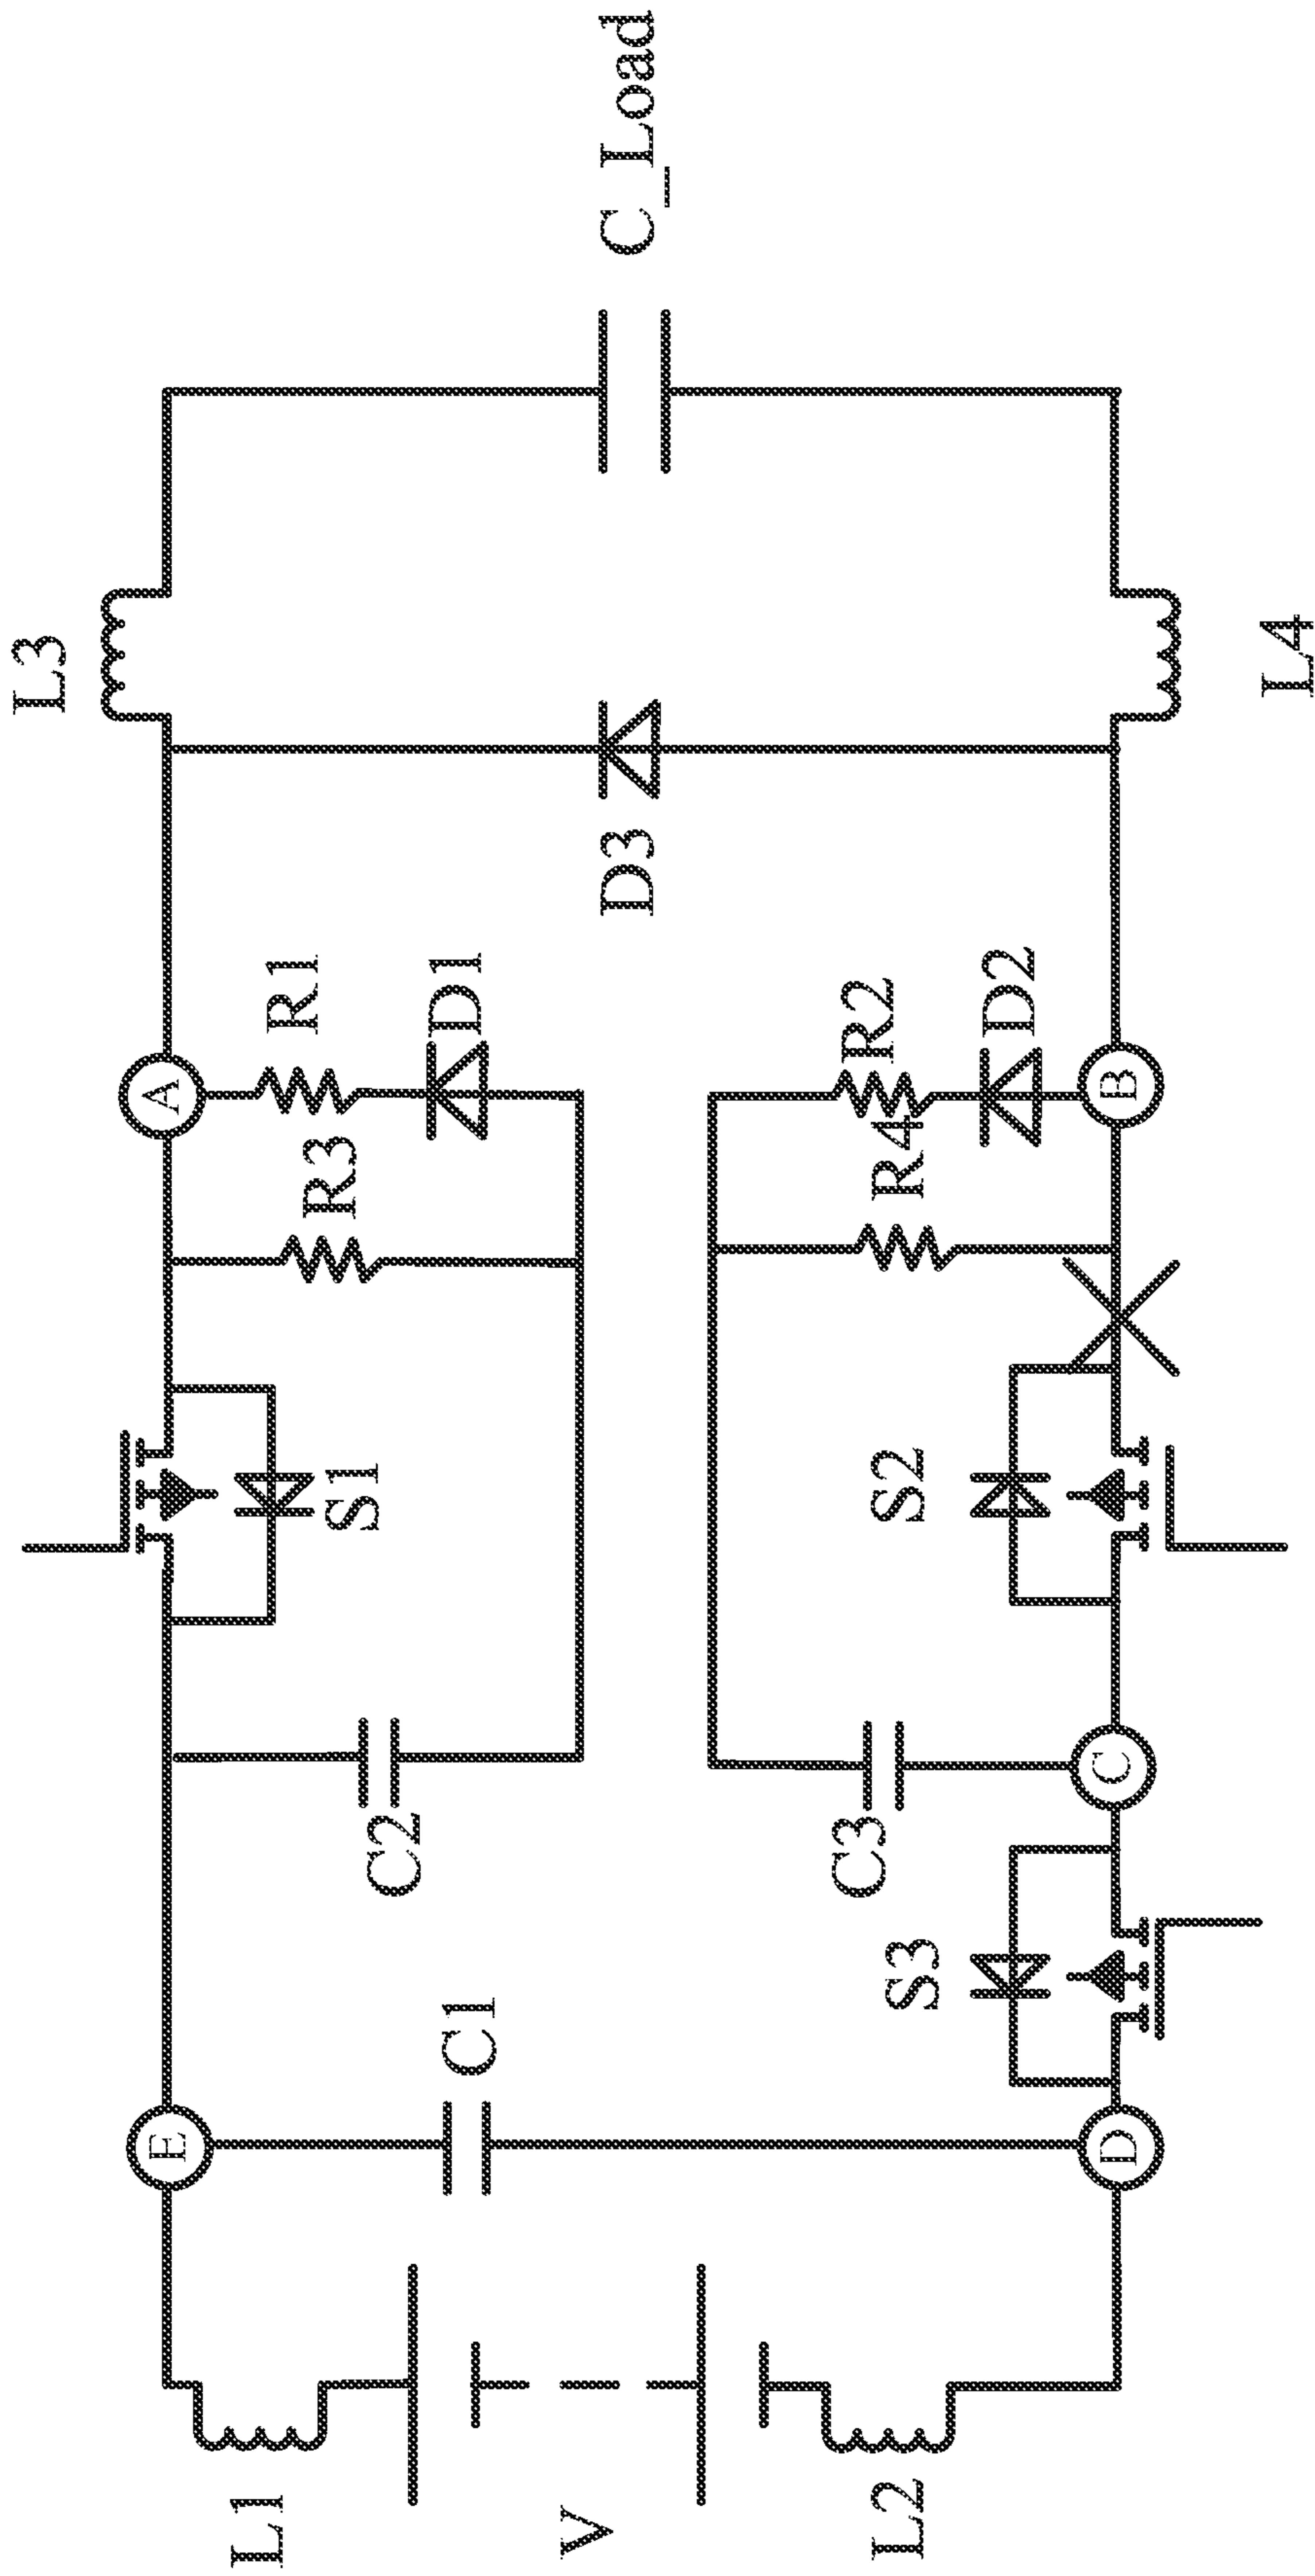 L3
C_Load
A
R1
D1
R3
S1
C2
E
C1
L1
V
L2
D3
R2
D2
R4
B
S2
C3
C
S3
D
L4